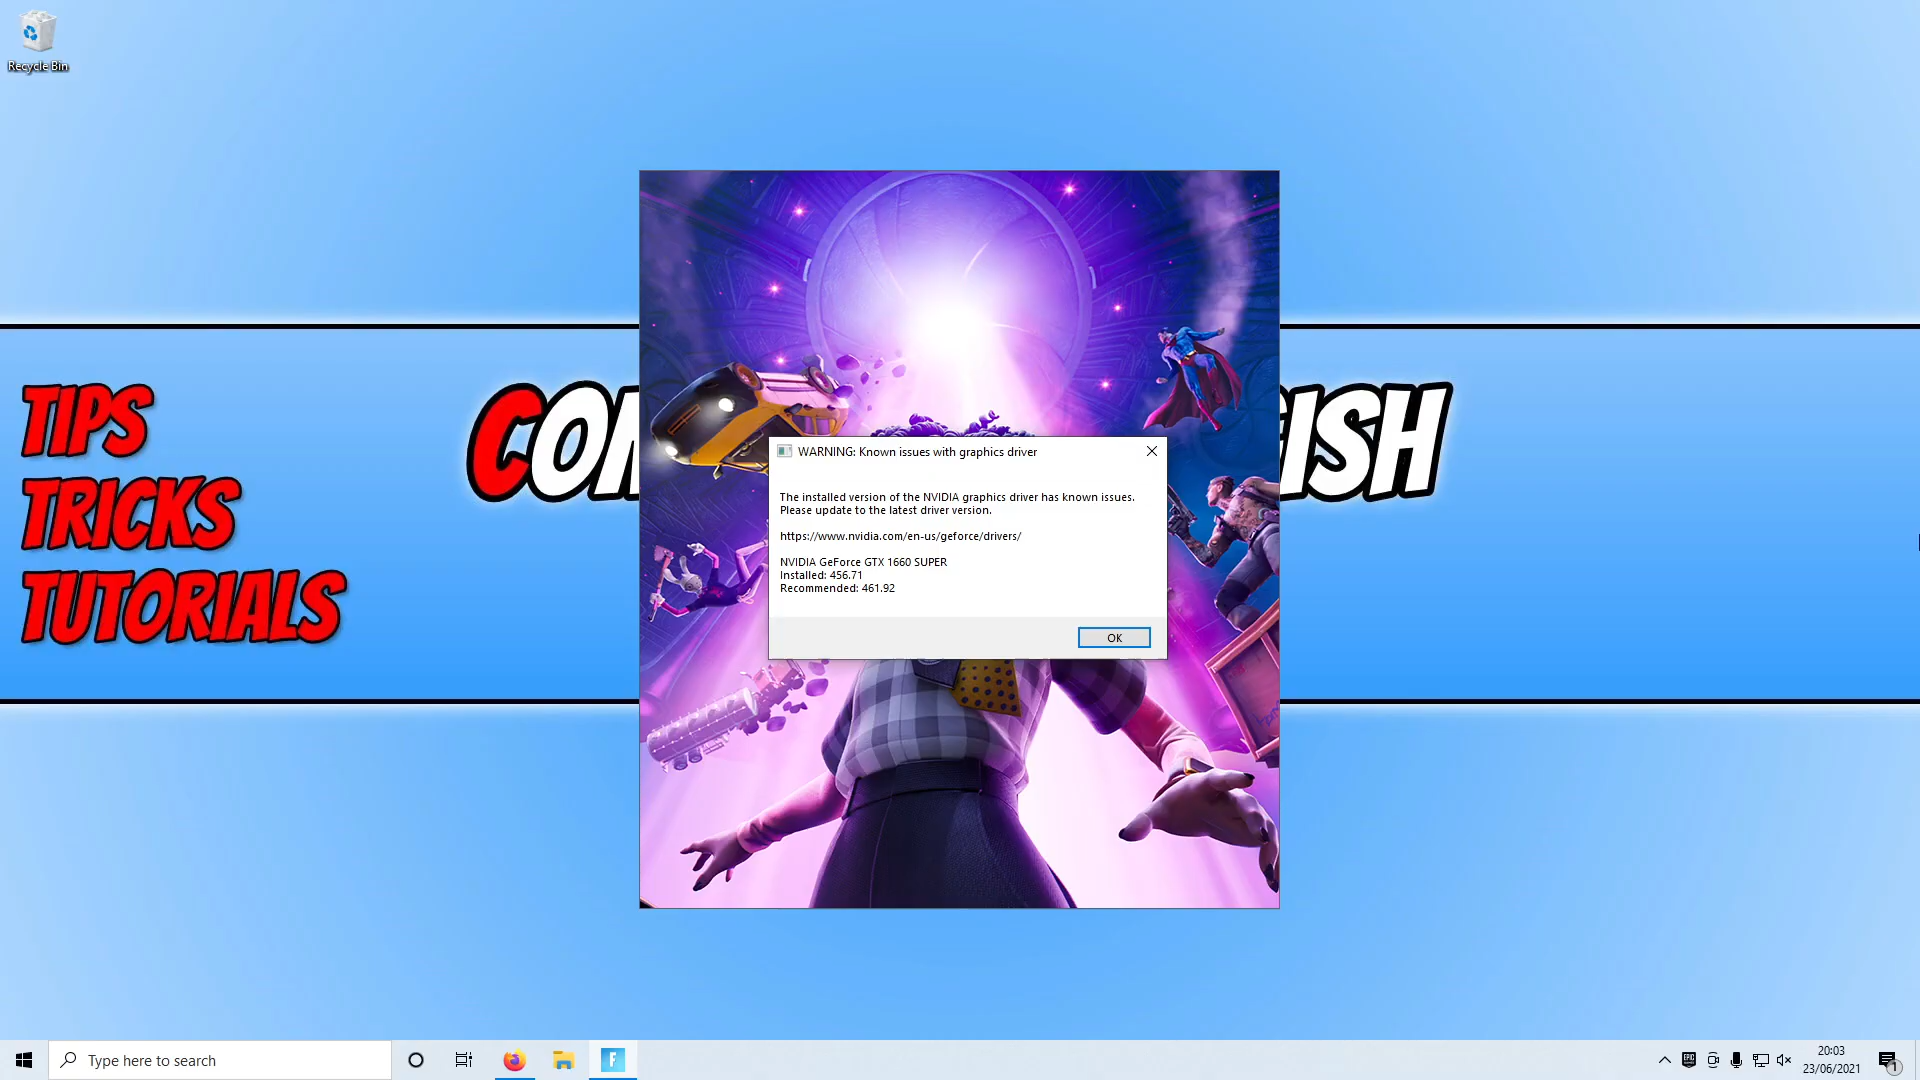 Recycle Bin
TIPS
TRICKS
TUTORIALS
WARNING: Known issues with graphics driver
The installed version of the NVIDIA graphics driver has known issues.
Please update to the latest driver version.
https://www.nvidia.com/en-us/geforce/drivers/
NVIDIA GeForce GTX 1660 SUPER
Installed: 456.71
Recommended: 461.92
OK
Type here to search
F
EPIC
20:03
23/06/2021
1